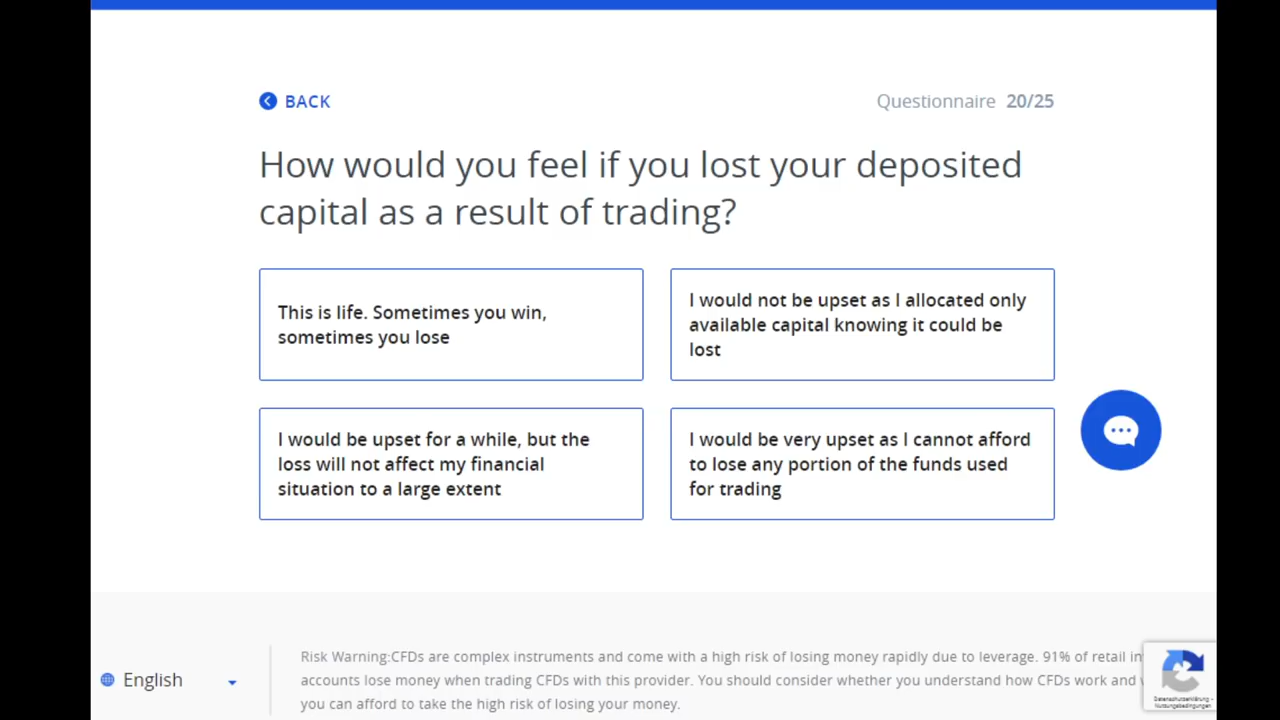 BACK
Questionnaire 20/25
How would you feel if you lost your deposited
capital as a result of trading?
This is life. Sometimes you win,
sometimes you lose
I would not be upset as I allocated only
available capital knowing it could be
lost
I would be upset for a while, but the
loss will not affect my financial
situation to a large extent
I would be very upset as I cannot afford
to lose any portion of the funds used
for trading
English
Risk Warning:CFDs are complex instruments and come with a high risk of losing money rapidly due to leverage. 91% of retail
accounts lose money when trading CFDs with this provider. You should consider whether you understand how CFDs work and
you can afford to take the high risk of losing your money.
Datenschutzerklärung -
Nutzungsbedingungen